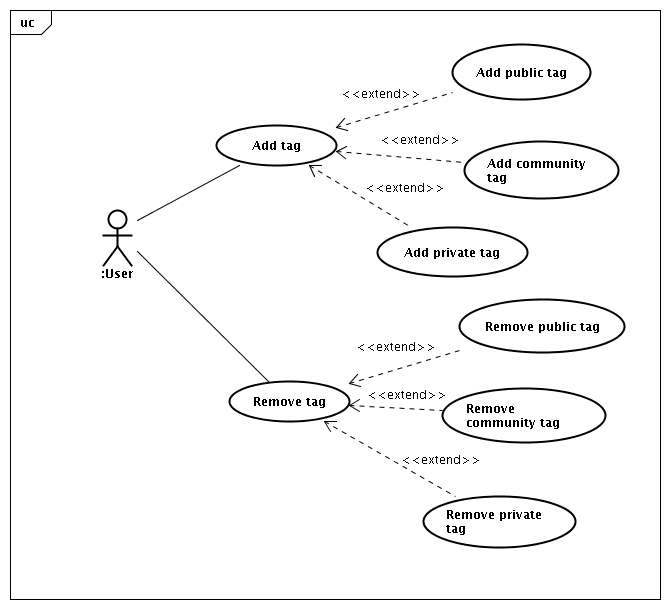 uc
Add public tag
<<extend>>
Add tag
<<extend>>
Add community
tag
<<extend>>
Add private tag
:User
Remove public tag
<<extend>>
Remove tag
<<extend>>
Remove
community tag
<<extend>>
Remove private
tag